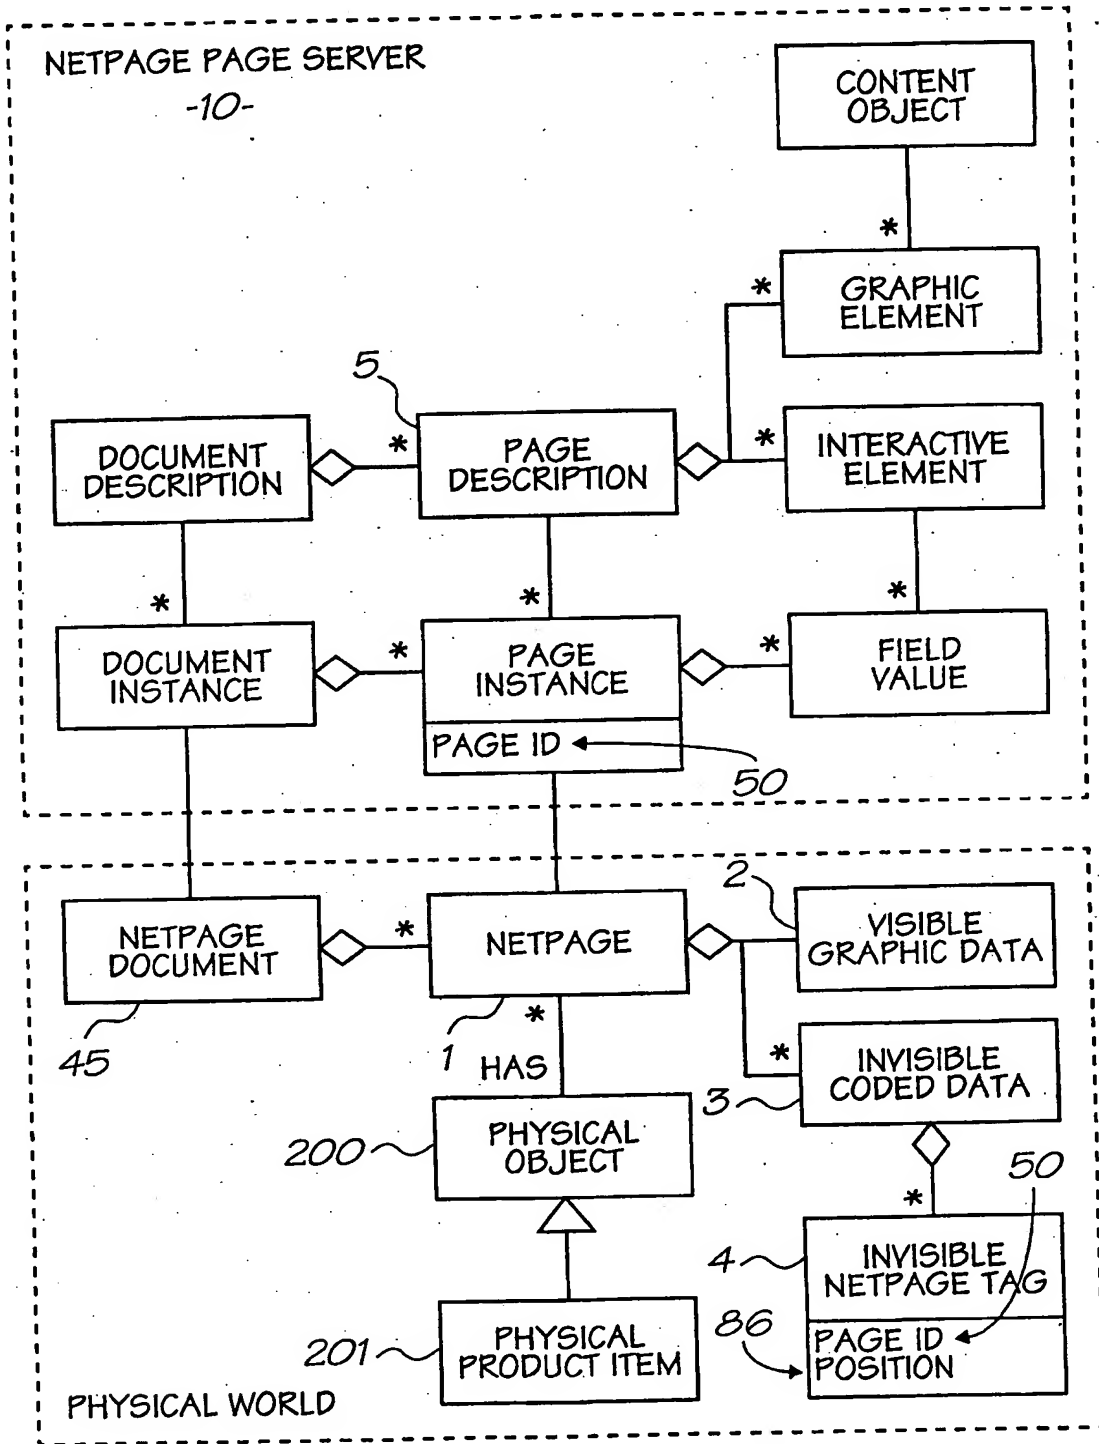 NETPAGE PAGE SERVER
-10-
CONTENT
OBJECT
*
GRAPHIC
ELEMENT
*
5
DOCUMENT
DESCRIPTION
*
PAGE
DESCRIPTION
*
INTERACTIVE
ELEMENT
*
*
*
DOCUMENT
INSTANCE
*
PAGE
INSTANCE
*
FIELD
VALUE
PAGE ID
50
NETPAGE
DOCUMENT
45
*
NETPAGE
1
2
VISIBLE
GRAPHIC DATA
*
HAS
*
INVISIBLE
CODED DATA
3
200
PHYSICAL
OBJECT
*
50
4
INVISIBLE
NETPAGE TAG
86
PAGE ID
POSITION
201
PHYSICAL
PRODUCT ITEM
PHYSICAL WORLD